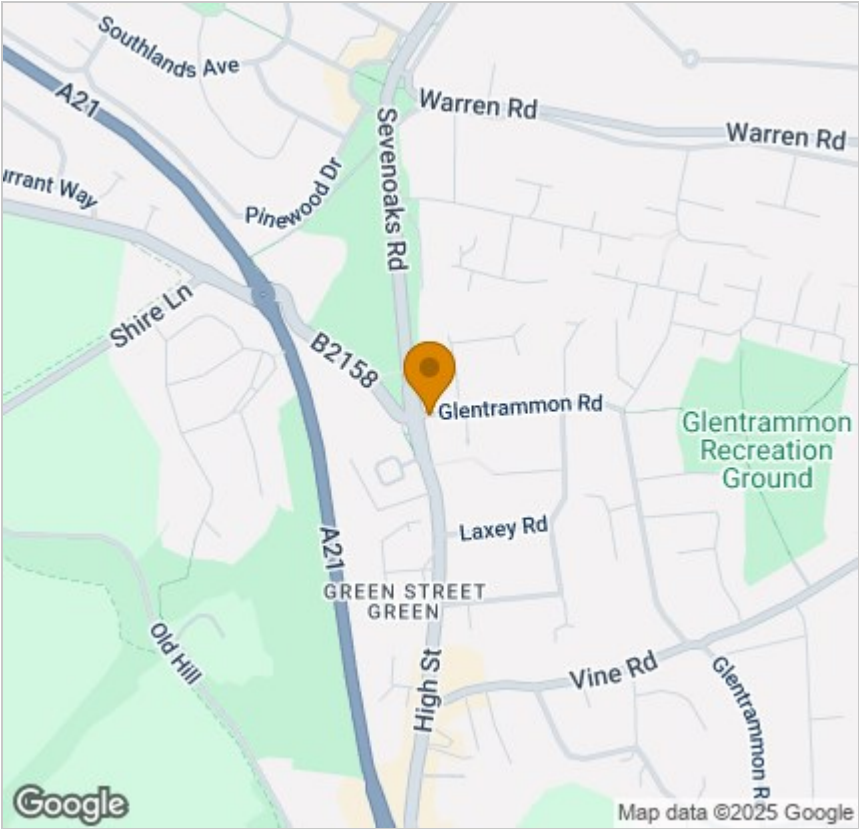 Southlands Ave
A21
Warren Rd
Warren Rd
Sevenoaks Rd
urrant Way
Pinewood Dr
Shire Ln
B2158
Glentrammon Rd
Glentrammon
Recreation
Ground
A21
Laxey Rd
GREEN STREET
GREEN
Old Hill
High St
Vine Rd
Glentrammon R
Google
Map data ©2025 Google